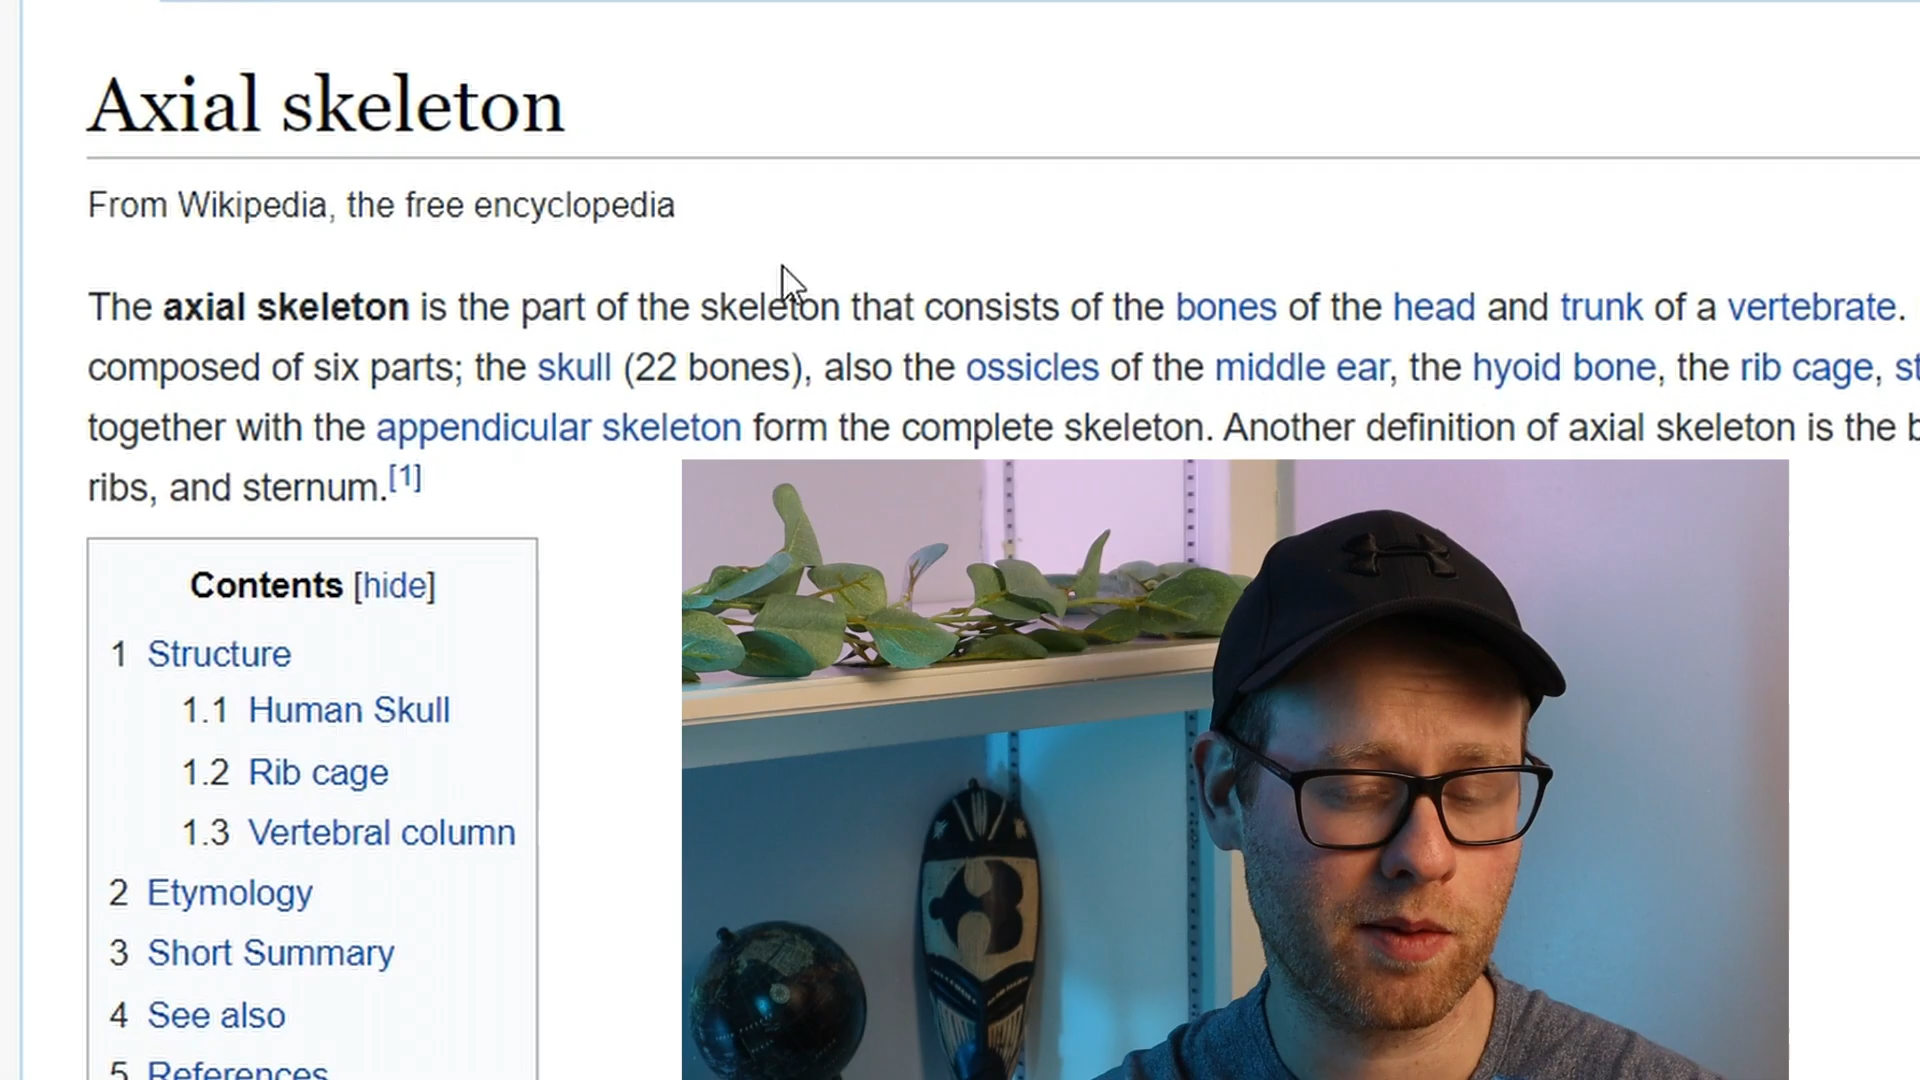 Axial skeleton
From Wikipedia, the free encyclopedia
The axial skeleton is the part of the skeleton that consists of the bones of the head and trunk of a vertebrate.
composed of six parts; the skull (22 bones), also the ossicles of the middle ear, the hyoid bone, the rib cage, st
together with the appendicular skeleton form the complete skeleton. Another definition of axial skeleton is the b
ribs, and sternum.[1]
Contents [hide]
1 Structure
1.1 Human Skull
1.2 Rib cage
1.3 Vertebral column
2 Etymology
3 Short Summary
4 See also
5 References